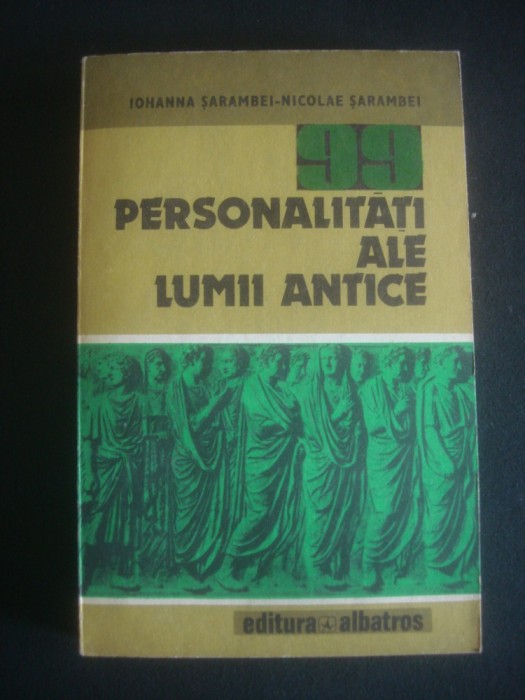 IOHANNA ŞARAMBEI-NICOLAE ŞARAMBEI
99
PERSONALITĂŢI
ALE
LUMII ANTICE
editura albatros